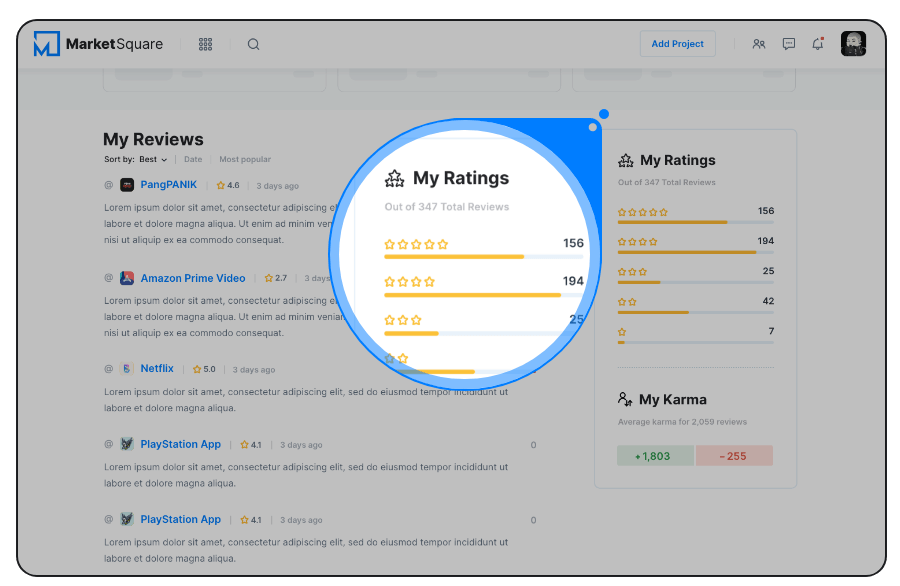 MarketSquare
Add Project
My Reviews
Sort by: Best
Date
Most popular
@ PangPANIK 4.6 3 days ago
Lorem ipsum dolor sit amet, consectetur adipiscing el
labore et dolore magna aliqua. Ut enim ad minim
nisi ut aliquip ex ea commodo consequat.
@ Amazon Prime Video 2.7 3 days
Lorem ipsum dolor sit amet, consectetur adipiscing
labore et dolore magna aliqua. Ut enim ad minim veniam
nisi ut aliquip ex ea commodo consequat.
@ Netflix 5.0 3 days ago
Lorem ipsum dolor sit amet, consectetur adipiscing elit, sed do eiusmod tempor incididunt ut
labore et dolore magna aliqua.
@ PlayStation App 4.1 3 days ago 0
Lorem ipsum dolor sit amet, consectetur adipiscing elit, sed do eiusmod tempor incididunt ut
labore et dolore magna aliqua.
@ PlayStation App 4.1 3 days ago 0
Lorem ipsum dolor sit amet, consectetur adipiscing elit, sed do eiusmod tempor incididunt ut
labore et dolore magna aliqua.
My Ratings
Out of 347 Total Reviews
156
194
25
My Ratings
Out of 347 Total Reviews
156
194
25
42
7
My Karma
Average karma for 2,059 reviews
+ 1,803
– 255